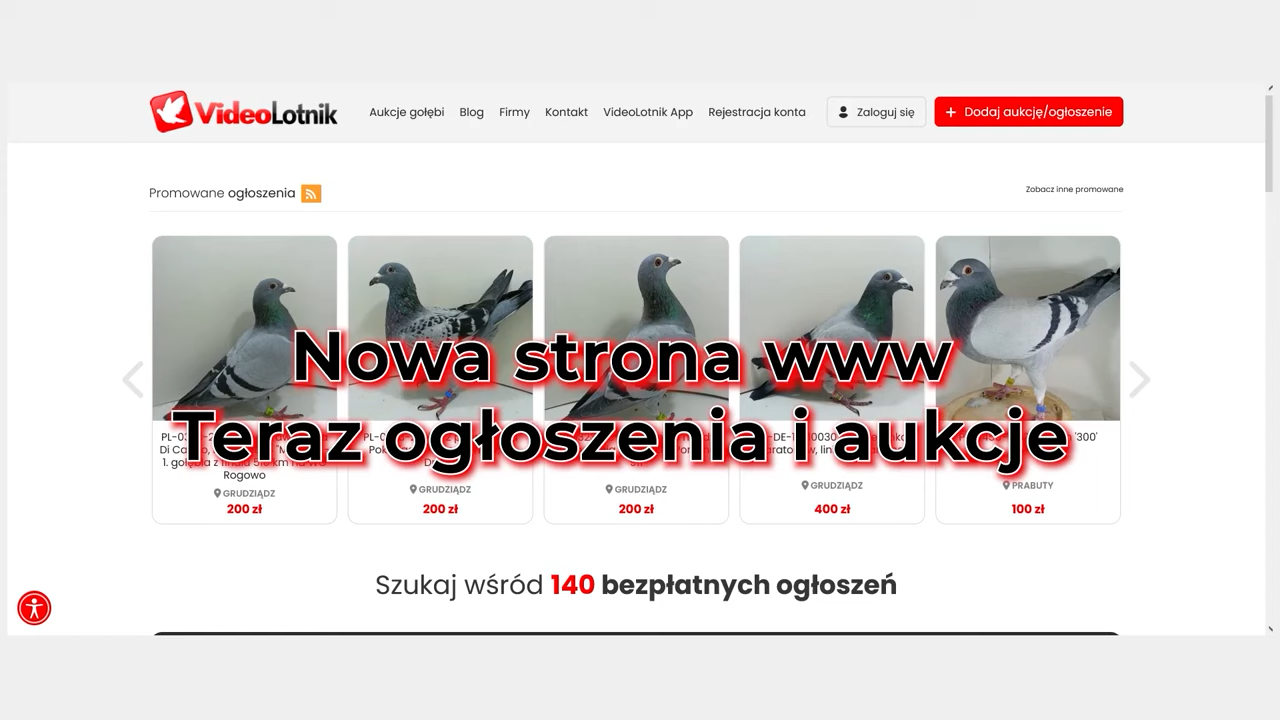 VideoLotnik
Aukcje gołębi Blog Firmy Kontakt VideoLotnik App Rejestracja konta Zaloguj się + Dodaj aukcję/ogłoszenie
Promowane ogłoszenia
Zobacz inne promowane
Nowa strona www
Teraz ogłoszenia i aukcje
Rogowo
GRUDZIĄDZ
200 zł
GRUDZIĄDZ
200 zł
GRUDZIĄDZ
200 zł
GRUDZIĄDZ
400 zł
PRABUTY
100 zł
Szukaj wśród 140 bezpłatnych ogłoszeń